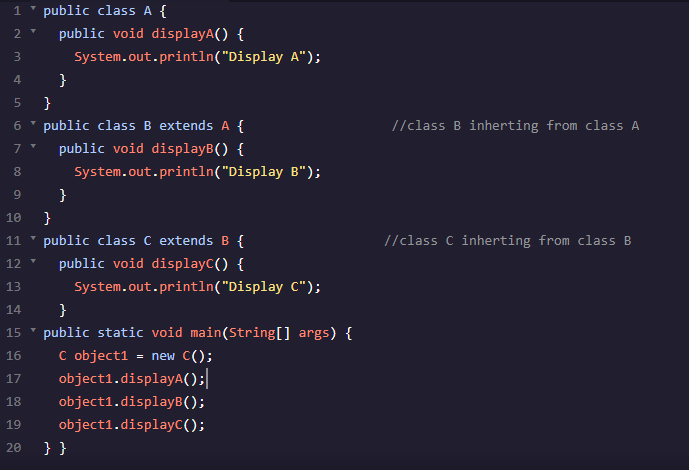 1 public class A {
2 public void displayA() {
3 System.out.println("Display A");
4 }
5 }
6 public class B extends A { //class B inherting from class A
7 public void displayB() {
8 System.out.println("Display B");
9 }
10 }
11 public class C extends B { //class C inherting from class B
12 public void displayC() {
13 System.out.println("Display C");
14 }
15 public static void main(String[] args) {
16 C object1 = new C();
17 object1.displayA();
18 object1.displayB();
19 object1.displayC();
20 } }